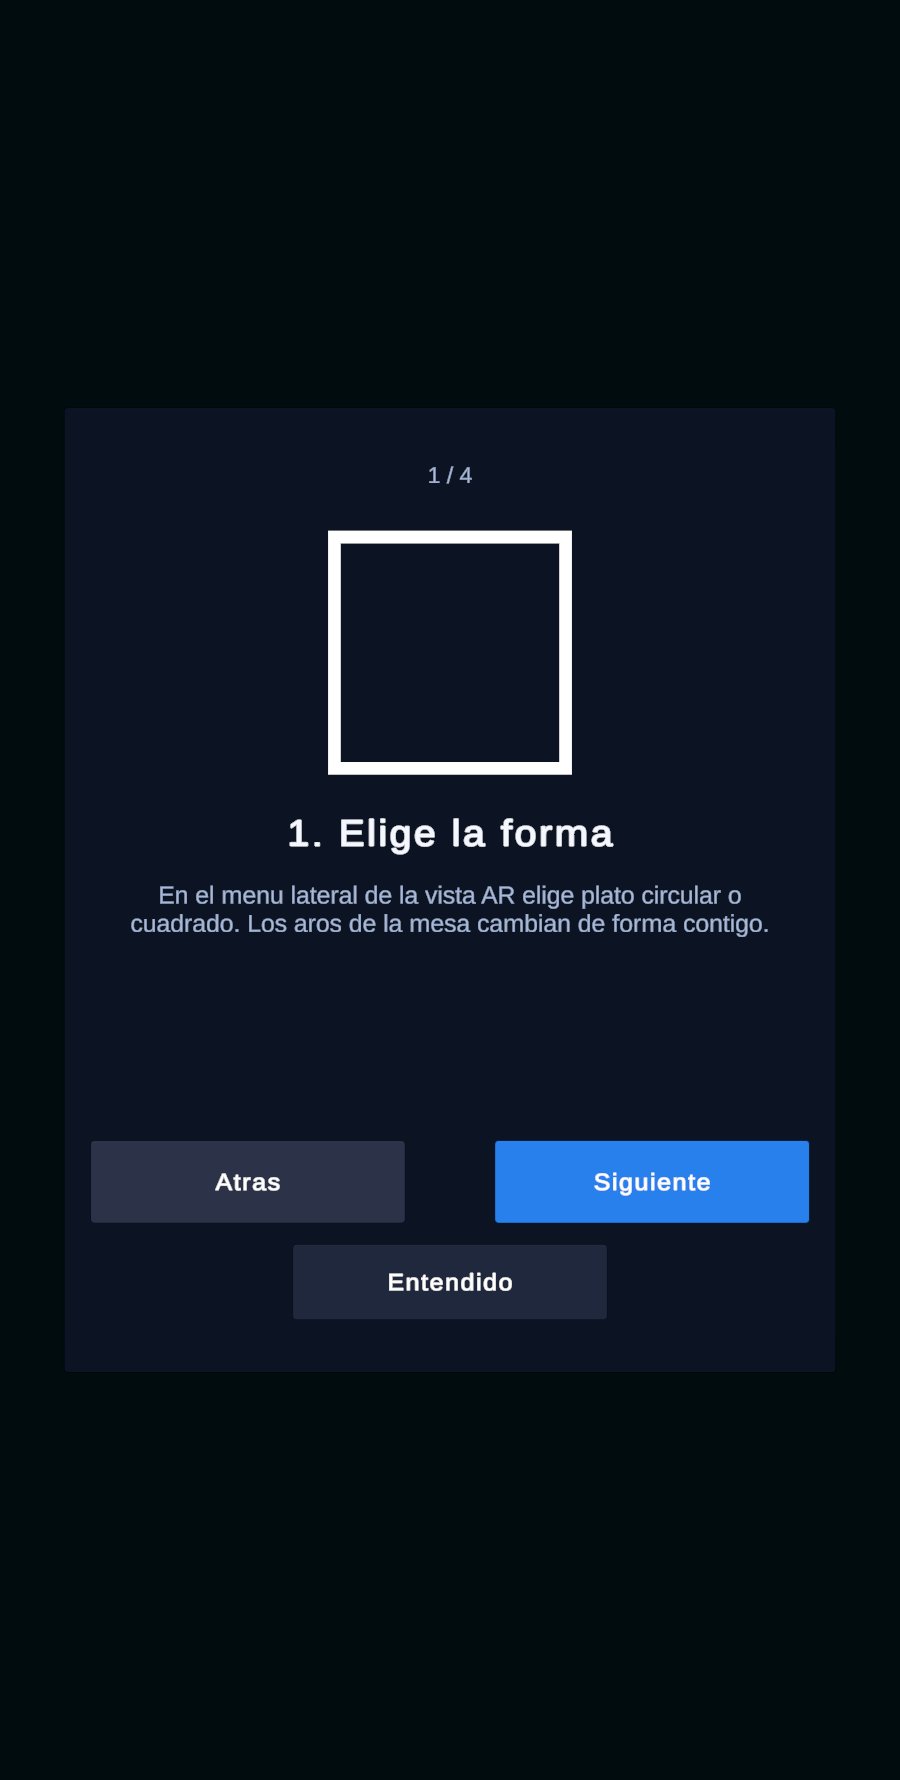 1 / 4
1. Elige la forma
En el menu lateral de la vista AR elige plato circular o
cuadrado. Los aros de la mesa cambian de forma contigo.
Atras
Siguiente
Entendido